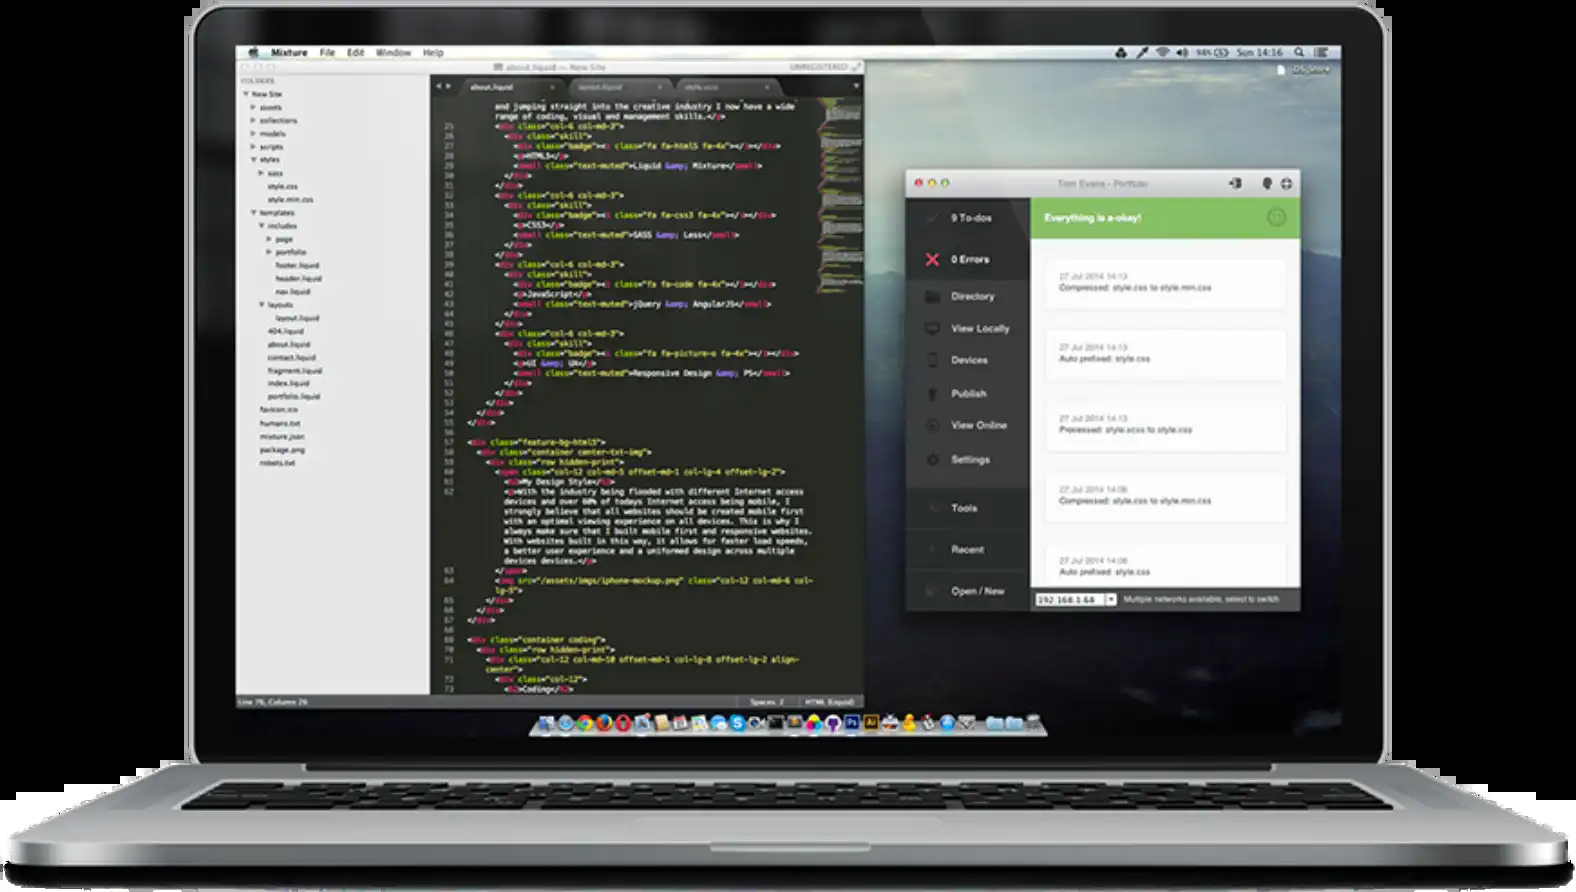 Mixture File Edit Window Help
98% Sun 14:16
about.liquid — New Site UNREGISTERED
DS_Store
FOLDERS
New Site
assets
collections
models
scripts
styles
sass
style.css
style.min.css
templates
includes
page
portfolio
footer.liquid
header.liquid
nav.liquid
layouts
layout.liquid
404.liquid
about.liquid
contact.liquid
fragment.liquid
index.liquid
portfolio.liquid
favicon.ico
humans.txt
mixture.json
package.png
robots.txt
about.liquid layout.liquid style.scss
and jumping straight into the creative industry I now have a wide
range of coding, visual and management skills.</p>
25 <div class="col-6 col-md-3">
26 <div class="skill">
27 <div class="badge"><i class="fa fa-html5 fa-4x"></i></div>
28 <p>HTML5</p>
29 <small class="text-muted">Liquid &amp; Mixture</small>
30 </div>
31 </div>
32 <div class="col-6 col-md-3">
33 <div class="skill">
34 <div class="badge"><i class="fa fa-css3 fa-4x"></i></div>
35 <p>CSS3</p>
36 <small class="text-muted">SASS &amp; Less</small>
37 </div>
38 </div>
39 <div class="col-6 col-md-3">
40 <div class="skill">
41 <div class="badge"><i class="fa fa-code fa-4x"></i></div>
42 <p>JavaScript</p>
43 <small class="text-muted">jQuery &amp; AngularJS</small>
44 </div>
45 </div>
46 <div class="col-6 col-md-3">
47 <div class="skill">
48 <div class="badge"><i class="fa fa-picture-o fa-4x"></i></div>
49 <p>UI &amp; UX</p>
50 <small class="text-muted">Responsive Design &amp; PS</small>
51 </div>
52 </div>
53 </div>
54 </div>
55 </div>
56
57 <div class="feature-bg-html5">
58 <div class="container center-txt-img">
59 <div class="row hidden-print">
60 <span class="col-12 col-md-5 offset-md-1 col-lg-4 offset-lg-2">
61 <h2>My Design Style</h2>
62 <p>With the industry being flooded with different Internet access
devices and over 60% of todays Internet access being mobile, I
strongly believe that all websites should be created mobile first
with an optimal viewing experience on all devices. This is why I
always make sure that I built mobile first and responsive websites.
With websites built in this way, it allows for faster load speeds,
a better user experience and a uniformed design across multiple
devices devices.</p>
63 </span>
64 <img src="/assets/imgs/iphone-mockup.png" class="col-12 col-md-6 col-
lg-5">
65 </div>
66 </div>
67 </div>
68
69 <div class="container coding">
70 <div class="row hidden-print">
71 <div class="col-12 col-md-10 offset-md-1 col-lg-8 offset-lg-2 align-
center">
72 <div class="col-12">
73 <h2>Coding</h2>
Line 76, Column 26 Spaces: 2 HTML (Liquid)
Tom Evans - Portfolio
9 To-dos
0 Errors
Directory
View Locally
Devices
Publish
View Online
Settings
Tools
Recent
Open / New
Everything is a-okay!
27 Jul 2014 14:13
Compressed: style.css to style.min.css
27 Jul 2014 14:13
Auto prefixed: style.css
27 Jul 2014 14:13
Processed: style.scss to style.css
27 Jul 2014 14:06
Compressed: style.css to style.min.css
27 Jul 2014 14:06
Auto prefixed: style.css
192.168.1.68 Multiple networks available, select to switch
Ps Ai